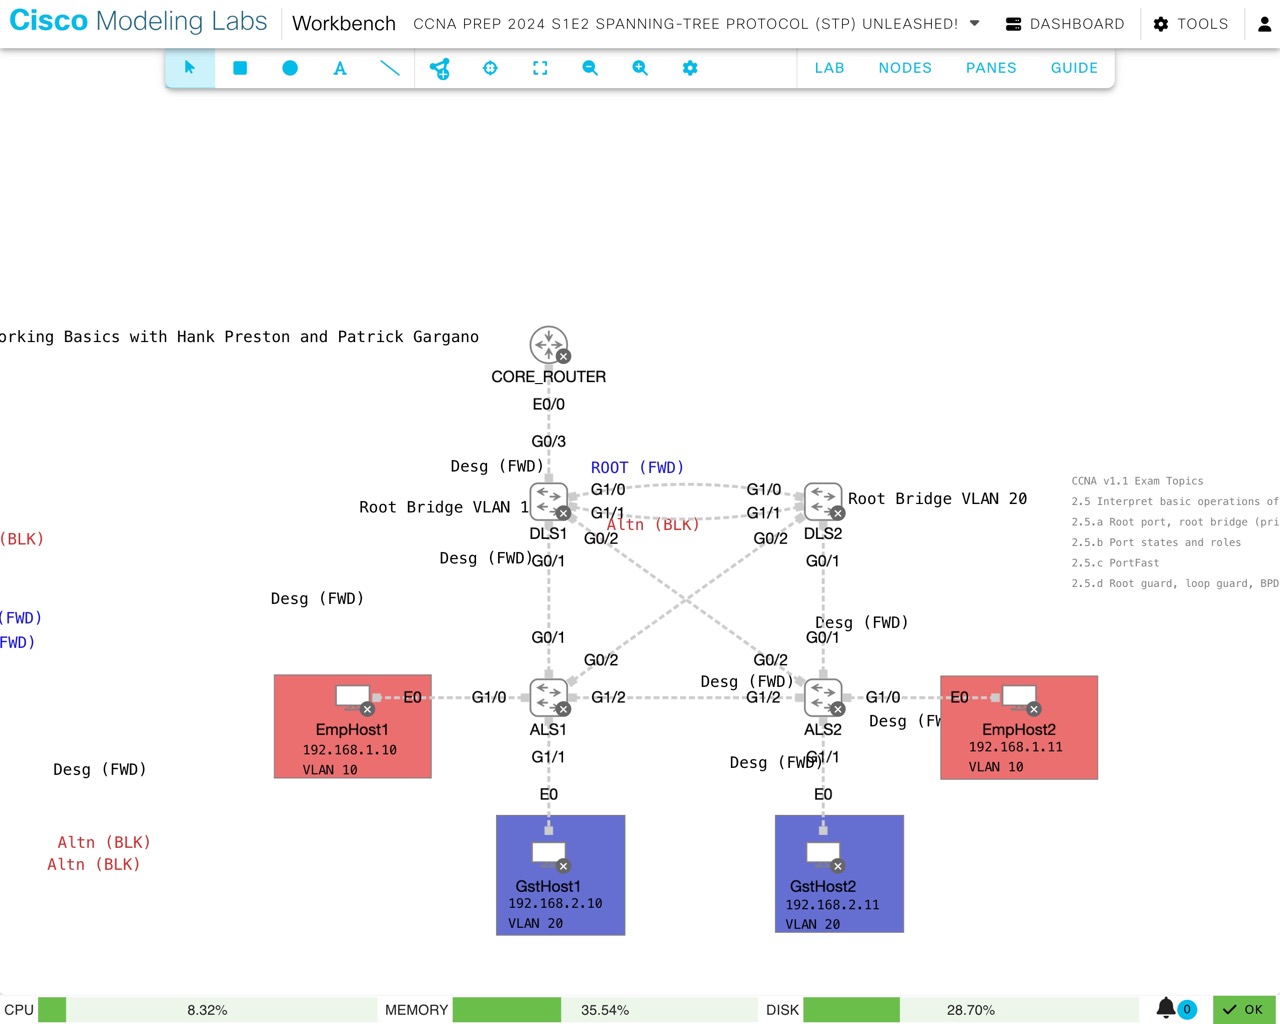 Cisco Modeling Labs
Workbench
CCNA PREP 2024 S1E2 SPANNING-TREE PROTOCOL (STP) UNLEASHED!
DASHBOARD
TOOLS
A
LAB
NODES
PANES
GUIDE
orking Basics with Hank Preston and Patrick Gargano
CORE_ROUTER
E0/0
G0/3
Desg (FWD)
ROOT (FWD)
G1/0
G1/0
Root Bridge VLAN 1
Root Bridge VLAN 20
G1/1
G1/1
Altn (BLK)
DLS1
DLS2
G0/2
G0/2
Desg (FWD)
G0/1
G0/1
CCNA v1.1 Exam Topics
2.5 Interpret basic operations of
2.5.a Root port, root bridge (pri
2.5.b Port states and roles
2.5.c PortFast
2.5.d Root guard, loop guard, BPD
(BLK)
Desg (FWD)
(FWD)
FWD)
Desg (FWD)
G0/1
G0/1
G0/2
G0/2
Desg (FWD)
E0
G1/0
G1/2
G1/2
G1/0
E0
EmpHost1
192.168.1.10
VLAN 10
ALS1
ALS2
Desg (FW
EmpHost2
192.168.1.11
VLAN 10
G1/1
Desg (FWD)
G1/1
Desg (FWD)
E0
E0
Altn (BLK)
Altn (BLK)
GstHost1
192.168.2.10
VLAN 20
GstHost2
192.168.2.11
VLAN 20
CPU
8.32%
MEMORY
35.54%
DISK
28.70%
0
OK